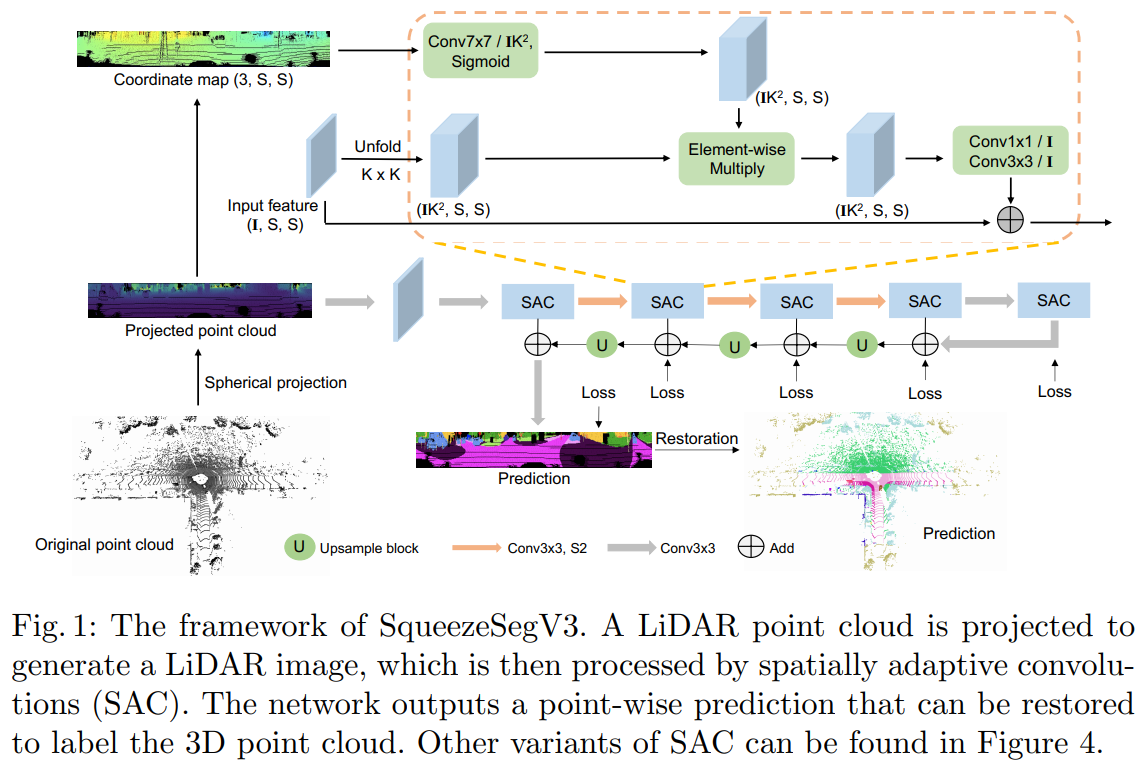 Coordinate map (3, S, S)
Conv7x7 / IK²,
Sigmoid
(IK², S, S)
Unfold
K x K
Input feature
(I, S, S)
(IK², S, S)
Element-wise
Multiply
(IK², S, S)
Conv1x1 / I
Conv3x3 / I
Projected point cloud
SAC
SAC
SAC
SAC
SAC
U
U
U
Loss
Loss
Loss
Loss
Loss
Spherical projection
Original point cloud
Prediction
Restoration
Prediction
U
Upsample block
Conv3x3, S2
Conv3x3
Add
Fig. 1: The framework of SqueezeSegV3. A LiDAR point cloud is projected to
generate a LiDAR image, which is then processed by spatially adaptive convolu-
tions (SAC). The network outputs a point-wise prediction that can be restored
to label the 3D point cloud. Other variants of SAC can be found in Figure 4.